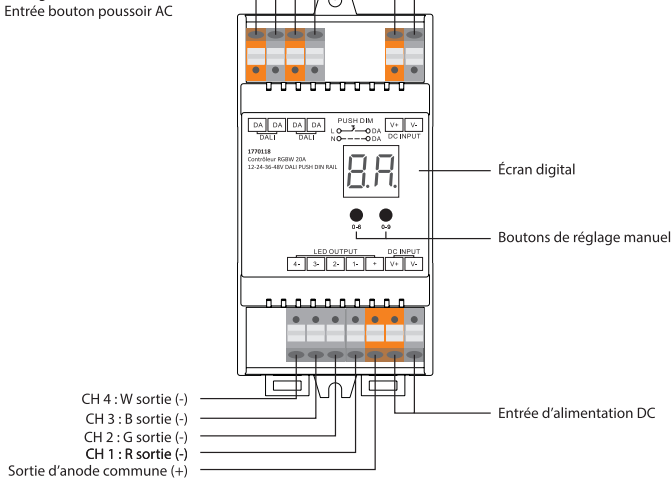 Entrée bouton poussoir AC
DA DA DA DA
DALI DALI
PUSH DIM
L DA
N DA
V+ V-
DC INPUT
1770118
Contrôleur RGBW 20A
12-24-36-48V DALI PUSH DIN RAIL
8.A.
Écran digital
0-6 0-9
Boutons de réglage manuel
LED OUTPUT DC INPUT
4- 3- 2- 1- + V+ V-
CH 4 : W sortie (-)
CH 3 : B sortie (-)
CH 2 : G sortie (-)
CH 1 : R sortie (-)
Sortie d’anode commune (+)
Entrée d’alimentation DC